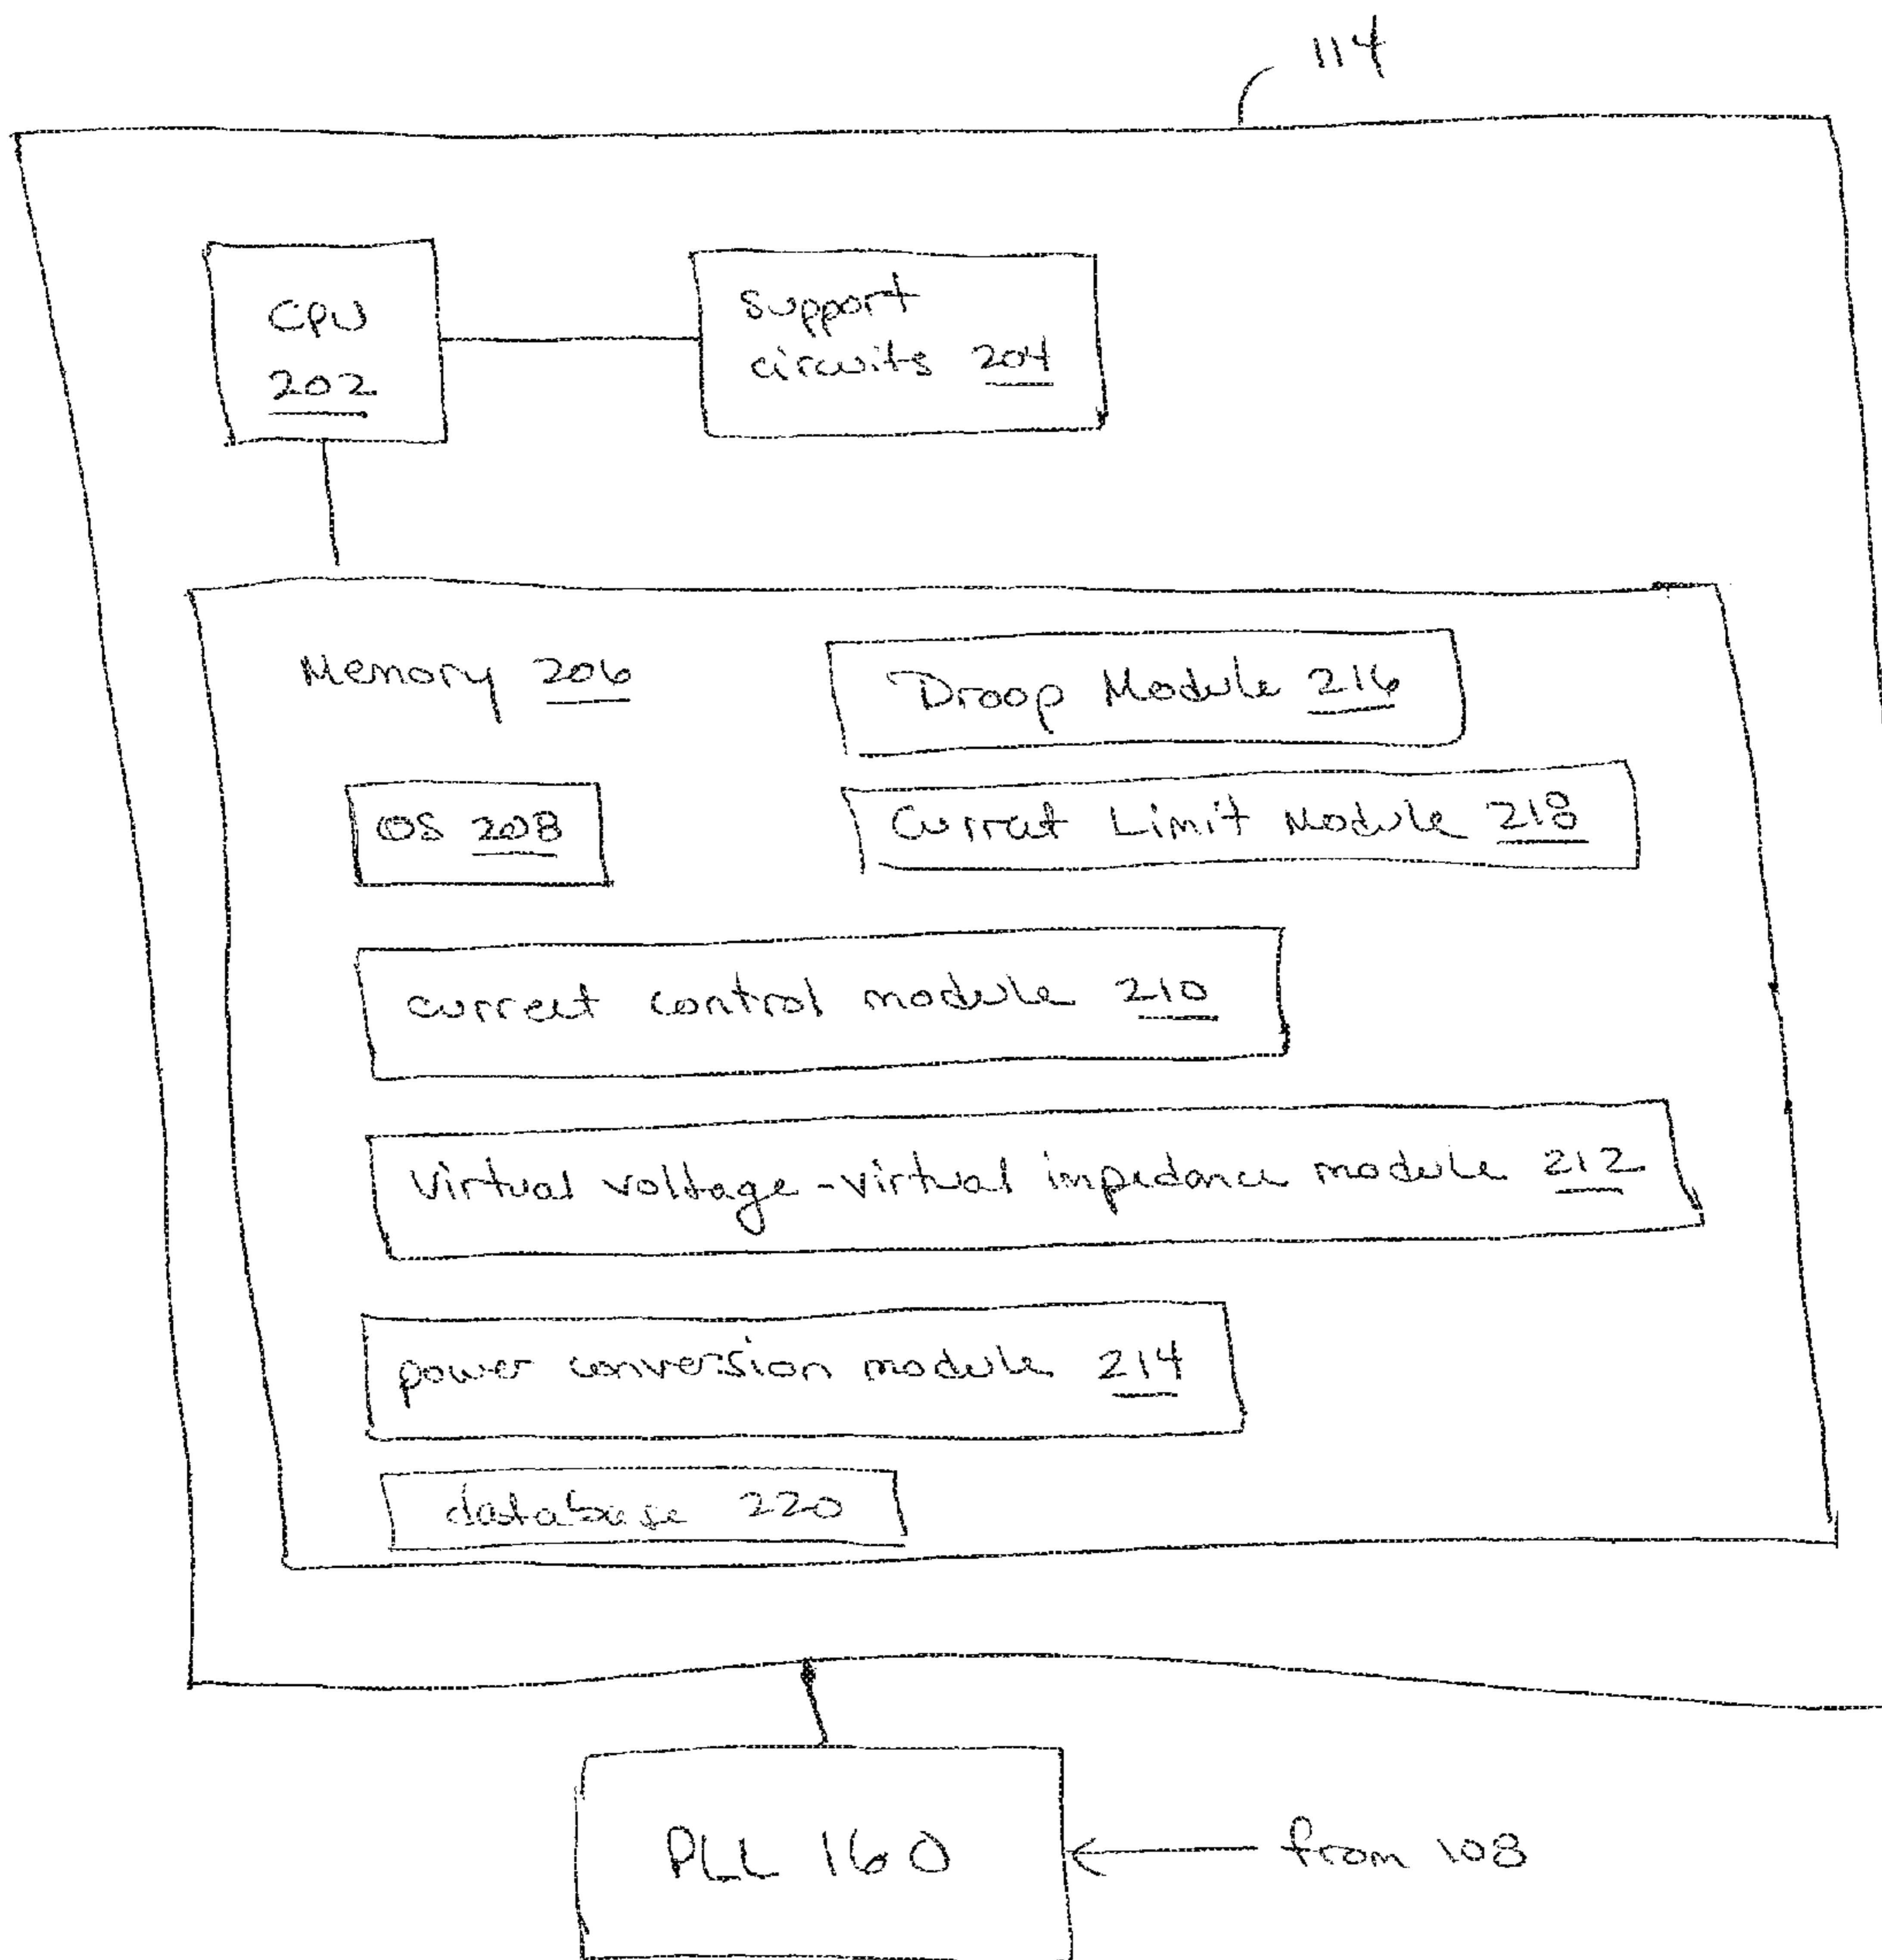 114
CPU
202
support
circuits 204
Memory 206
Droop Module 216
OS 208
Current Limit Module 218
current control module 210
Virtual voltage-virtual impedance module 212
power conversion module 214
database 220
PLL 160
from 108